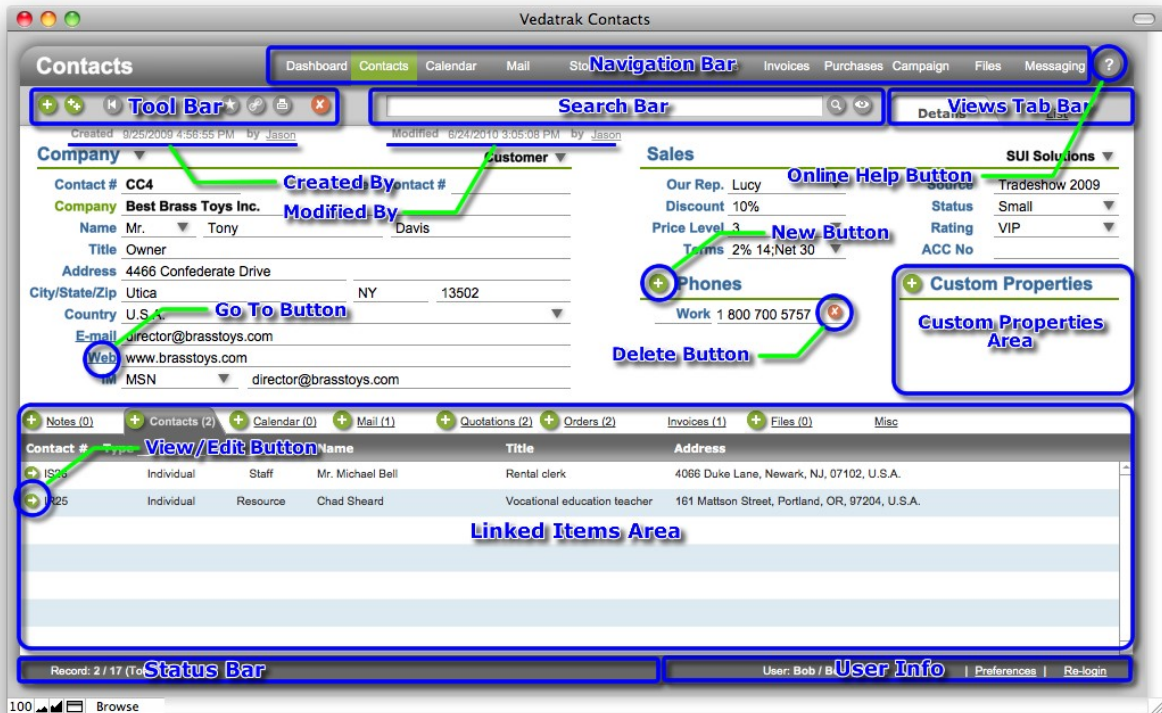 Vedatrak Contacts
Contacts
Dashboard Contacts Calendar Mail Navigation Bar Invoices Purchases Campaign Files Messaging ?
Tool Bar Search Bar Details Views Tab Bar List
Created 9/25/2009 4:56:55 PM by Jason Modified 6/24/2010 3:05:08 PM by Jason
Company Customer Sales SUI Solutions
Contact # CC4 Created By Contact # Our Rep. Lucy Online Help Button Source Tradeshow 2009
Company Best Brass Toys Inc. Modified By Discount 10% Status Small
Name Mr. Tony Davis Price Level 3 New Button Rating VIP
Title Owner Terms 2% 14;Net 30 ACC No
Address 4466 Confederate Drive
City/State/Zip Utica NY 13502 Phones Custom Properties
Country U.S.A. Go To Button Work 1 800 700 5757 Custom Properties Area
E-mail director@brasstoys.com
Web www.brasstoys.com Delete Button
IM MSN director@brasstoys.com
Notes (0) Contacts (2) Calendar (0) Mail (1) Quotations (2) Orders (2) Invoices (1) Files (0) Misc
Contact # Type View/Edit Button Name Title Address
IS26 Individual Staff Mr. Michael Bell Rental clerk 4066 Duke Lane, Newark, NJ, 07102, U.S.A.
IR25 Individual Resource Chad Sheard Vocational education teacher 161 Mattson Street, Portland, OR, 97204, U.S.A.
Linked Items Area
Record: 2 / 17 Status Bar User: Bob User Info | Preferences | Re-login
100 Browse